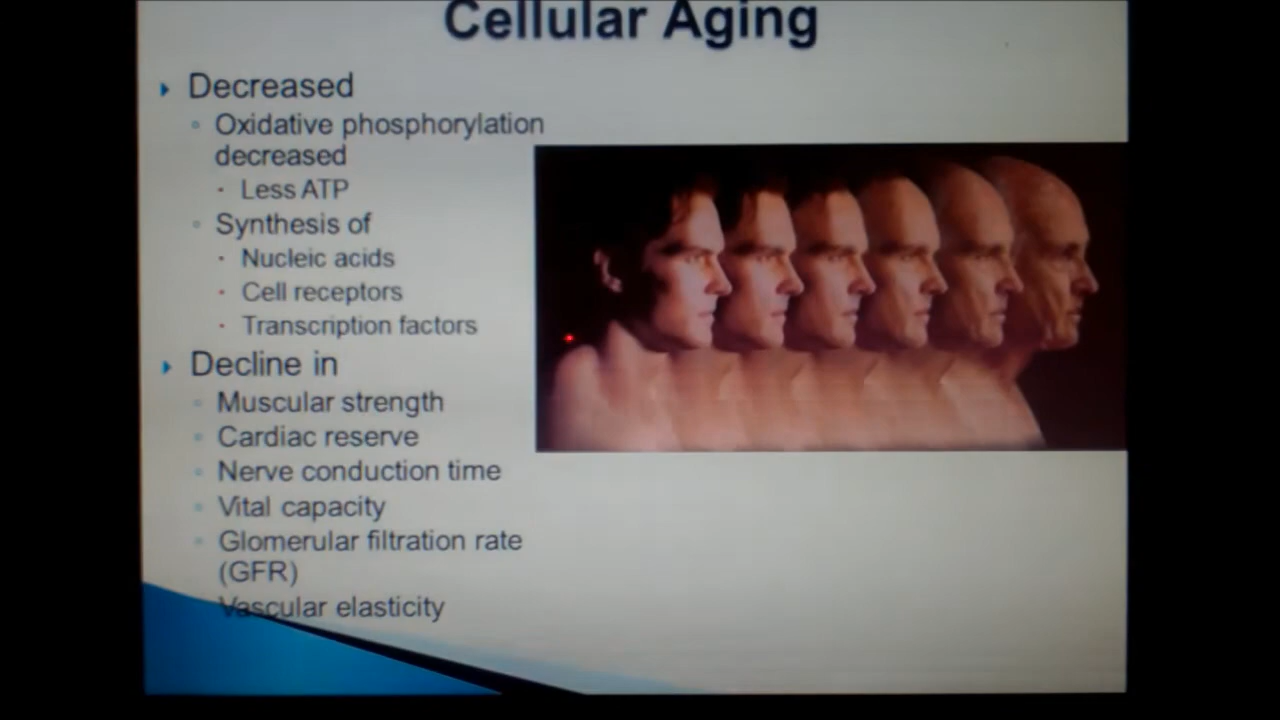 Cellular Aging
Decreased
Oxidative phosphorylation
decreased
Less ATP
Synthesis of
Nucleic acids
Cell receptors
Transcription factors
Decline in
Muscular strength
Cardiac reserve
Nerve conduction time
Vital capacity
Glomerular filtration rate
(GFR)
Vascular elasticity